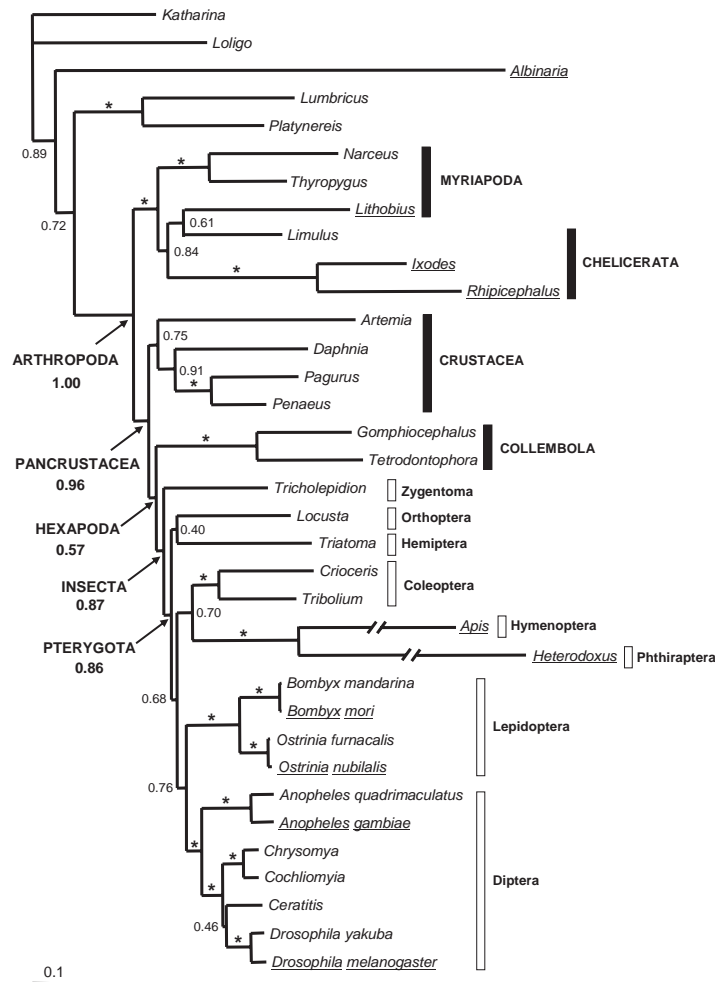 Katharina
Loligo
Albinaria
*
Lumbricus
Platynereis
0.89
*
Narceus
Thyropygus
MYRIAPODA
*
Lithobius
0.61
0.72
Limulus
0.84
*
Ixodes
CHELICERATA
Rhipicephalus
Artemia
0.75
ARTHROPODA
1.00
Daphnia
CRUSTACEA
0.91
*
Pagurus
Penaeus
*
Gomphiocephalus
COLLEMBOLA
Tetrodontophora
PANCRUSTACEA
0.96
Tricholepidion
Zygentoma
HEXAPODA
0.57
Locusta
Orthoptera
0.40
Triatoma
Hemiptera
INSECTA
0.87
*
Crioceris
Coleoptera
Tribolium
0.70
*
Apis
Hymenoptera
PTERYGOTA
0.86
Heterodoxus
Phthiraptera
0.68
*
Bombyx mandarina
Bombyx mori
*
Lepidoptera
*
Ostrinia furnacalis
Ostrinia nubilalis
0.76
*
Anopheles quadrimaculatus
Anopheles gambiae
*
*
Chrysomya
Cochliomyia
Diptera
*
Ceratitis
0.46
*
Drosophila yakuba
Drosophila melanogaster
0.1